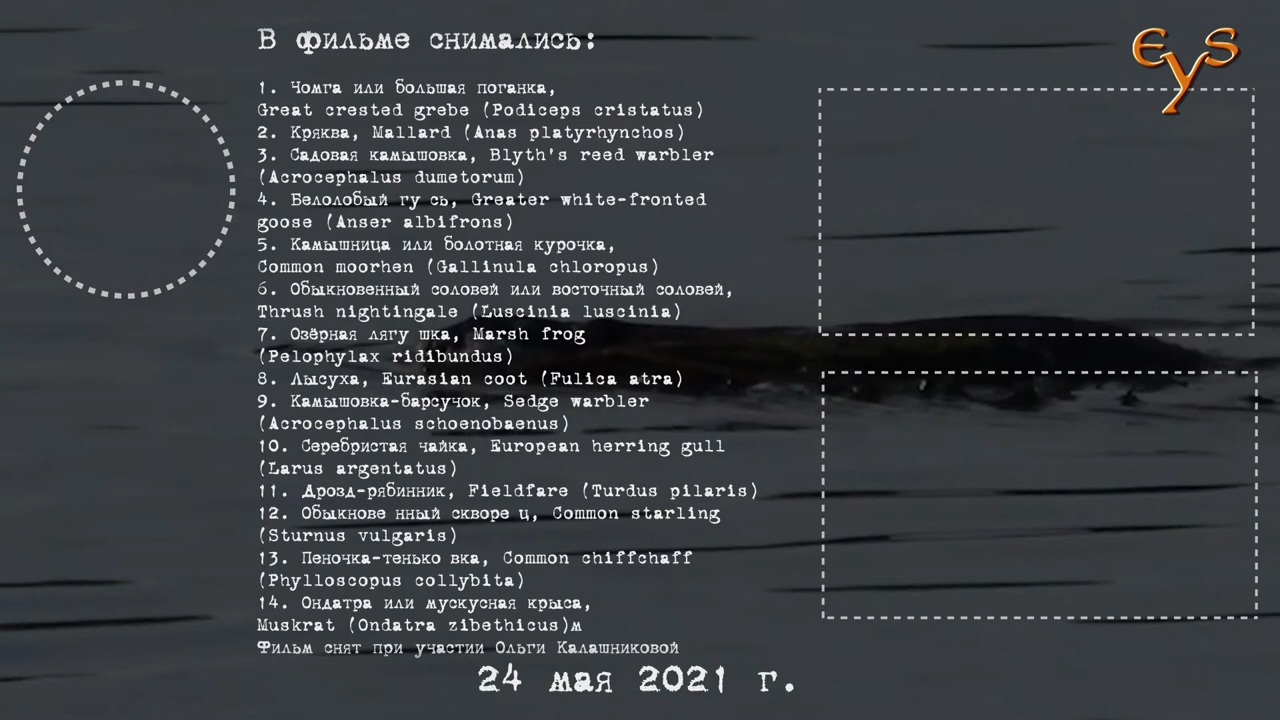 В фильме снимались:
EYS
1. Чомга или большая поганка,
Great crested grebe (Podiceps cristatus)
2. Кряква, Mallard (Anas platyrhynchos)
3. Садовая камышовка, Blyth's reed warbler
(Acrocephalus dumetorum)
4. Белолобый гу сь, Greater white-fronted
goose (Anser albifrons)
5. Камышница или болотная курочка,
Common moorhen (Gallinula chloropus)
6. Обыкновенный соловей или восточный соловей,
Thrush nightingale (Luscinia luscinia)
7. Озёрная лягу шка, Marsh frog
(Pelophylax ridibundus)
8. Лысуха, Eurasian coot (Fulica atra)
9. Камышовка-барсучок, Sedge warbler
(Acrocephalus schoenobaenus)
10. Серебристая чайка, European herring gull
(Larus argentatus)
11. Дрозд-рябинник, Fieldfare (Turdus pilaris)
12. Обыкнове нный скворе ц, Common starling
(Sturnus vulgaris)
13. Пеночка-тенько вка, Common chiffchaff
(Phylloscopus collybita)
14. Ондатра или мускусная крыса,
Muskrat (Ondatra zibethicus)м
Фильм снят при участии Ольги Калашниковой
24 мая 2021 г.